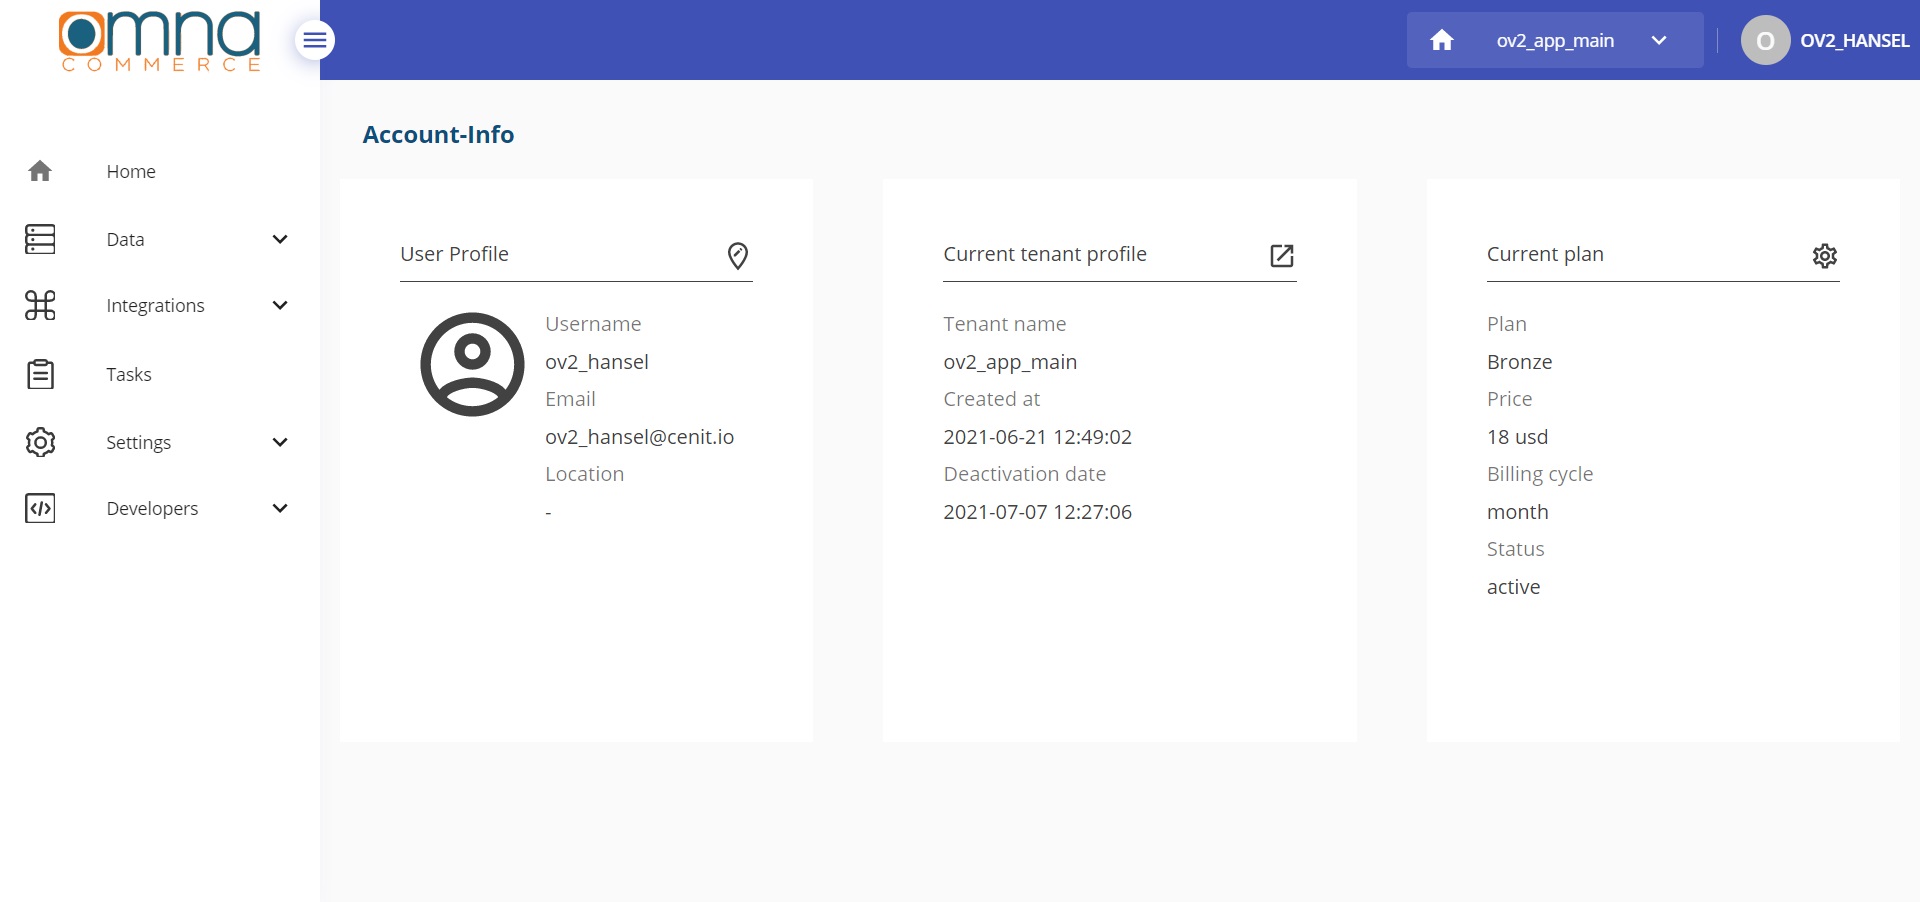 omna
COMMERCE
ov2_app_main
O
OV2_HANSEL
Home
Data
Integrations
Tasks
Settings
Developers
Account-Info
User Profile
Username
ov2_hansel
Email
ov2_hansel@cenit.io
Location
-
Current tenant profile
Tenant name
ov2_app_main
Created at
2021-06-21 12:49:02
Deactivation date
2021-07-07 12:27:06
Current plan
Plan
Bronze
Price
18 usd
Billing cycle
month
Status
active